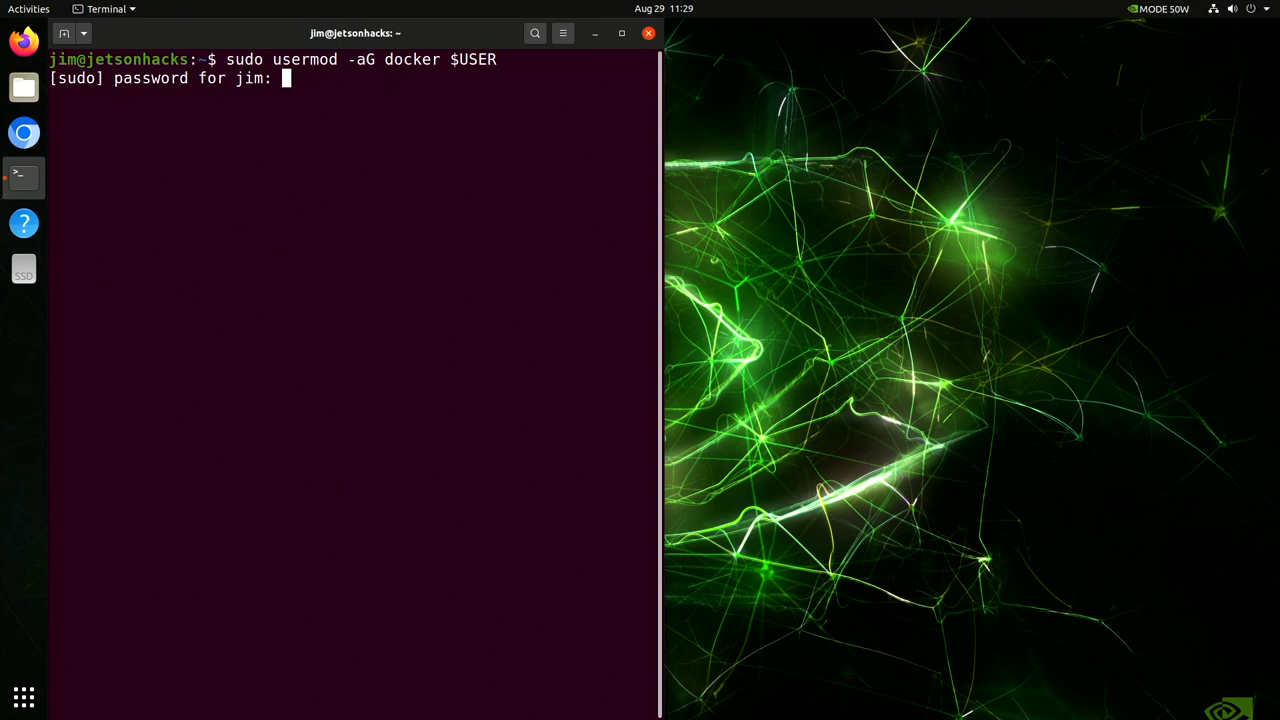 Activities
Terminal
Aug 29 11:29
MODE 50W
jim@jetsonhacks: ~
jim@jetsonhacks:~$ sudo usermod -aG docker $USER
[sudo] password for jim:
>_
?
SSD